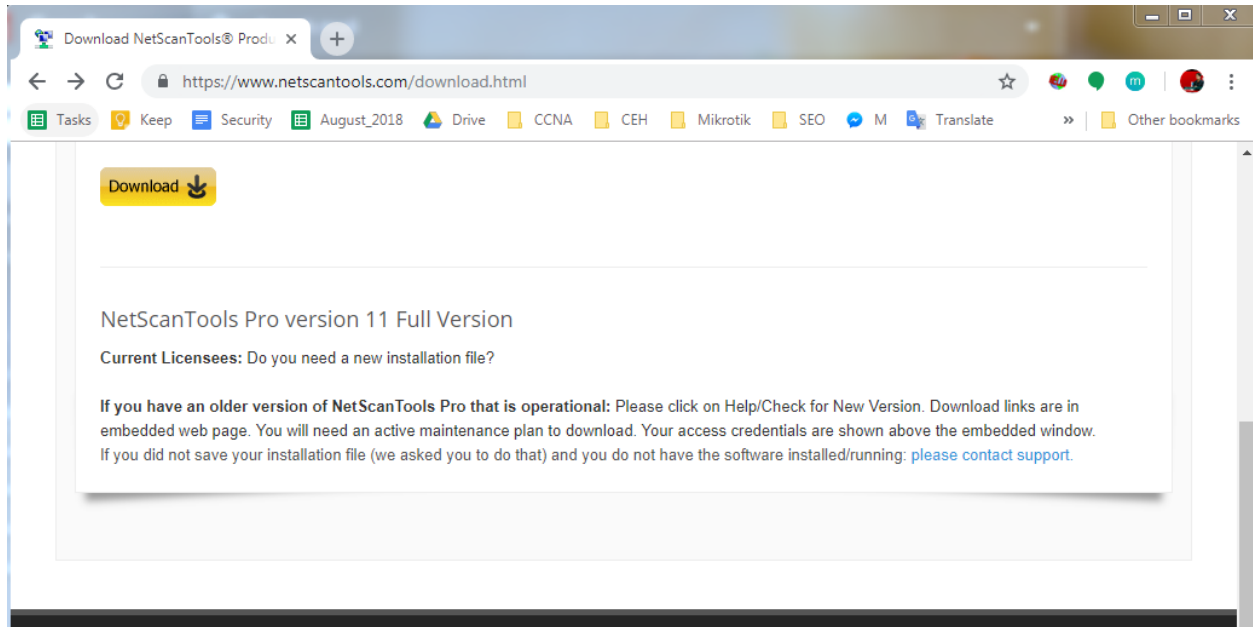 Download NetScanTools® Produ
https://www.netscantools.com/download.html
m
Tasks Keep Security August_2018 Drive CCNA CEH Mikrotik SEO M Translate » Other bookmarks
Download
NetScanTools Pro version 11 Full Version
Current Licensees: Do you need a new installation file?
If you have an older version of NetScanTools Pro that is operational: Please click on Help/Check for New Version. Download links are in
embedded web page. You will need an active maintenance plan to download. Your access credentials are shown above the embedded window.
If you did not save your installation file (we asked you to do that) and you do not have the software installed/running: please contact support.